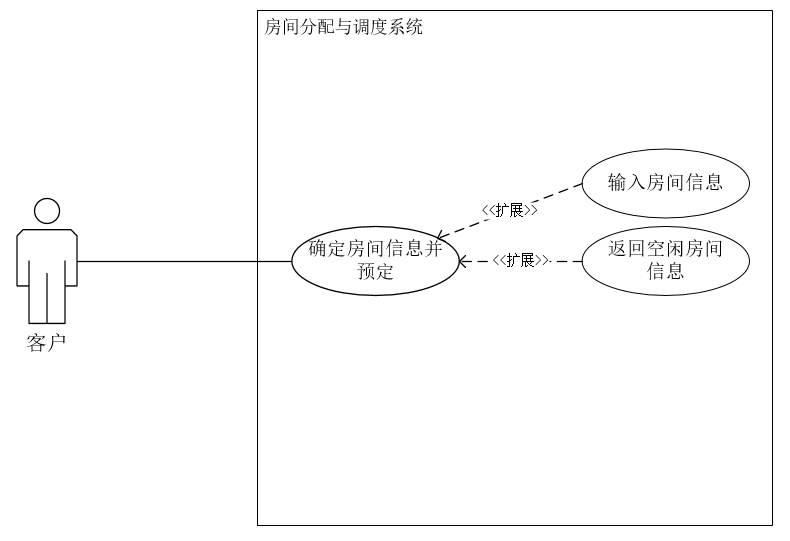 房间分配与调度系统
输入房间信息
<<扩展>>
确定房间信息并
预定
<<扩展>>
返回空闲房间
信息
客户